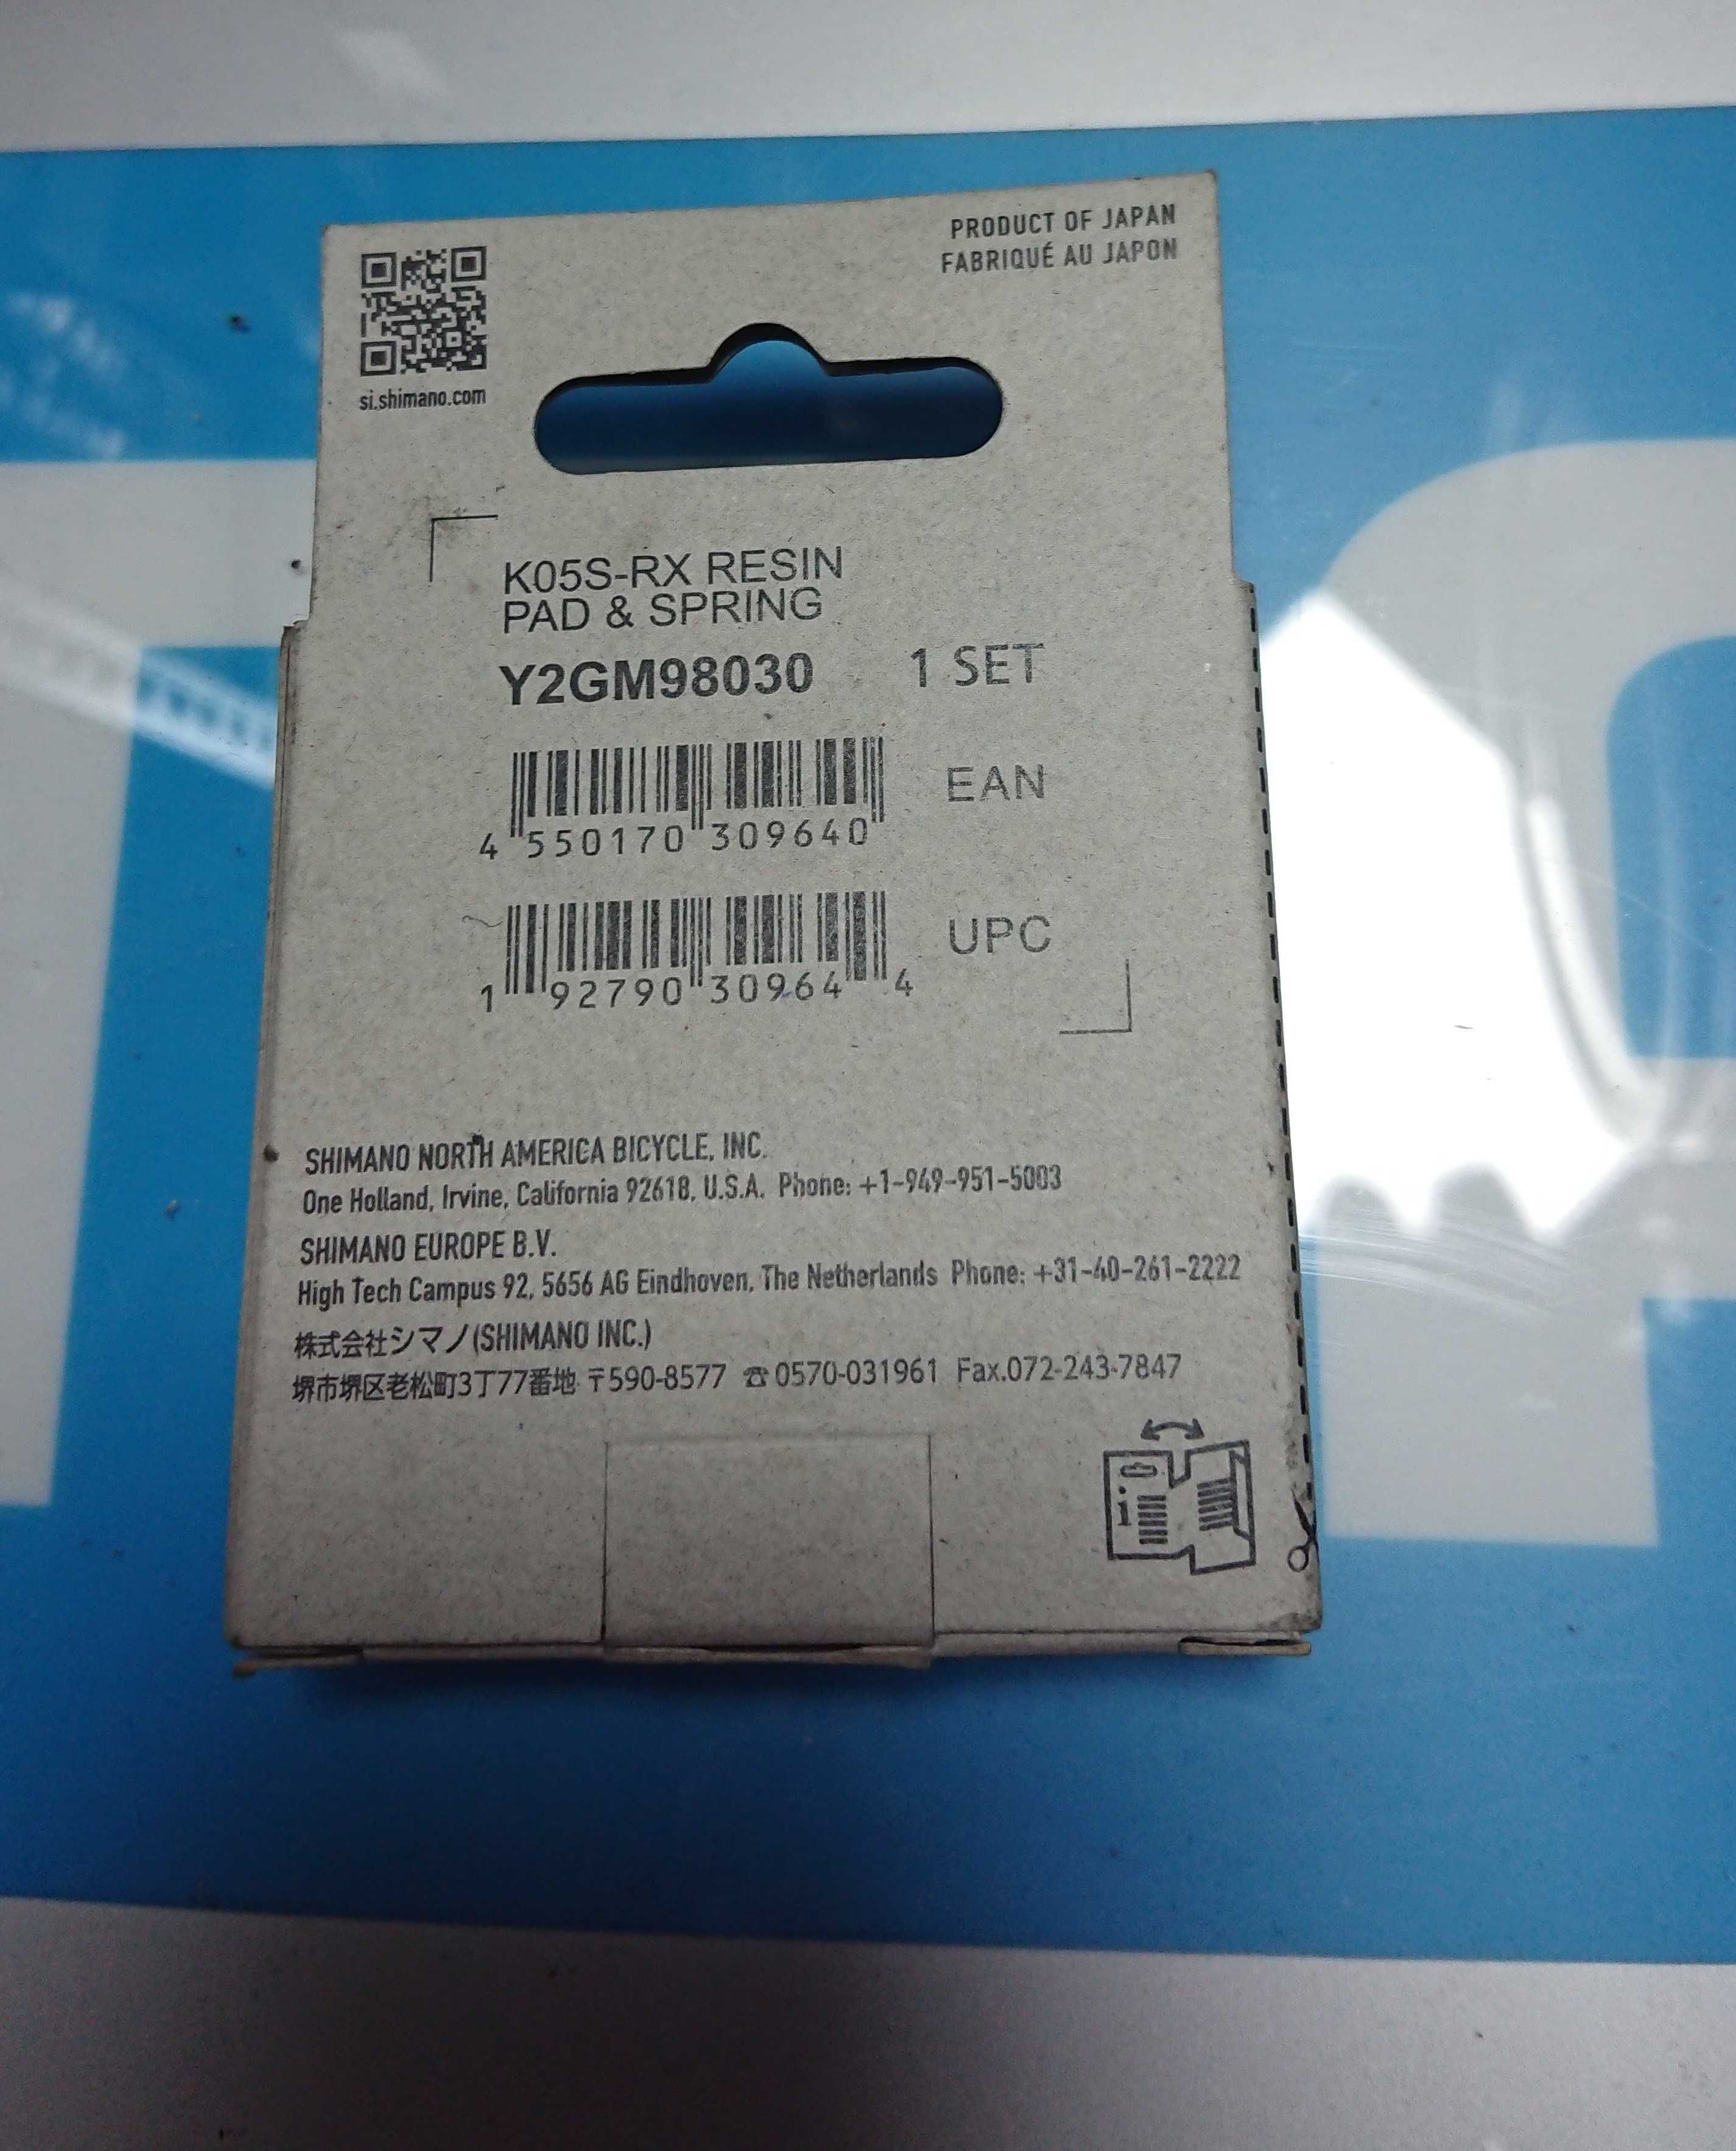 PRODUCT OF JAPAN
FABRIQUÉ AU JAPON
si.shimano.com
K05S-RX RESIN
PAD & SPRING
Y2GM98030 1 SET
EAN
4 550170 309640
UPC
1 92790 30964 4
SHIMANO NORTH AMERICA BICYCLE, INC.
One Holland, Irvine, California 92618, U.S.A. Phone: +1-949-951-5003
SHIMANO EUROPE B.V.
High Tech Campus 92, 5656 AG Eindhoven, The Netherlands Phone: +31-40-261-2222
株式会社シマノ(SHIMANO INC.)
堺市堺区老松町3丁77番地 〒590-8577 ☎0570-031961 Fax.072-243-7847
i